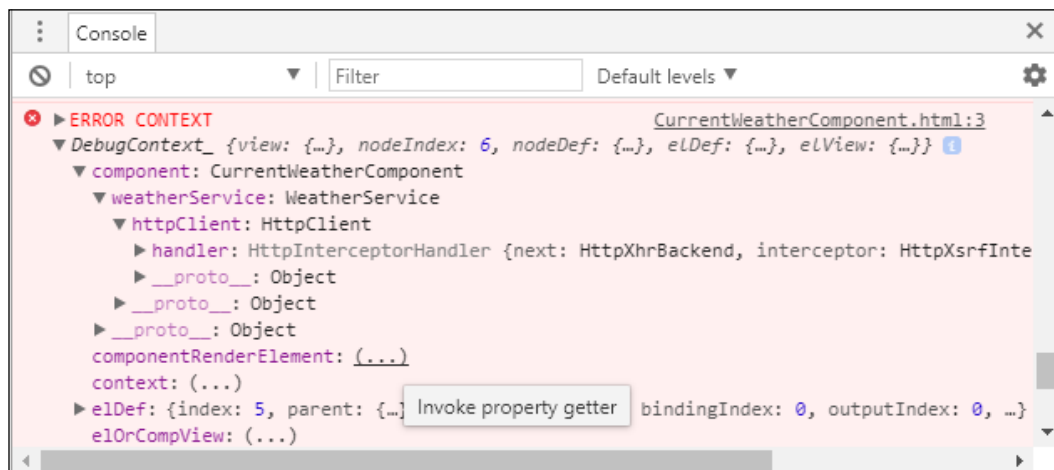 Console
top ▼ Filter Default levels ▼
▶ERROR CONTEXT CurrentWeatherComponent.html:3
▼DebugContext_ {view: {…}, nodeIndex: 6, nodeDef: {…}, elDef: {…}, elView: {…}} i
▼component: CurrentWeatherComponent
▼weatherService: WeatherService
▼httpClient: HttpClient
▶handler: HttpInterceptorHandler {next: HttpXhrBackend, interceptor: HttpXsrfInte
▶__proto__: Object
▶__proto__: Object
▶__proto__: Object
componentRenderElement: (...)
context: (...)
▶elDef: {index: 5, parent: {… Invoke property getter bindingIndex: 0, outputIndex: 0, …}
elOrCompView: (...)